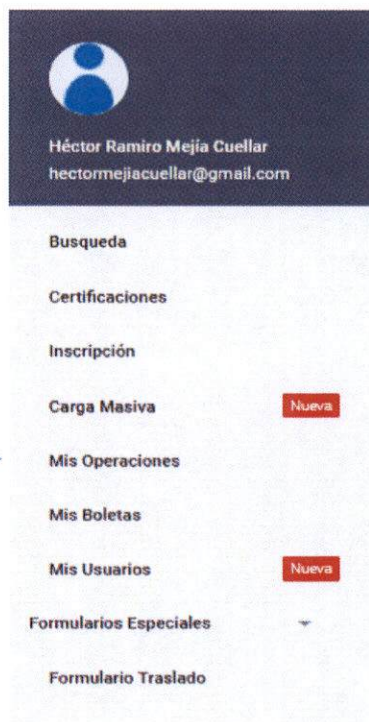 Héctor Ramiro Mejía Cuellar
hectormejiacuellar@gmail.com
Busqueda
Certificaciones
Inscripción
Carga Masiva Nueva
Mis Operaciones
Mis Boletas
Mis Usuarios Nueva
Formularios Especiales
Formulario Traslado